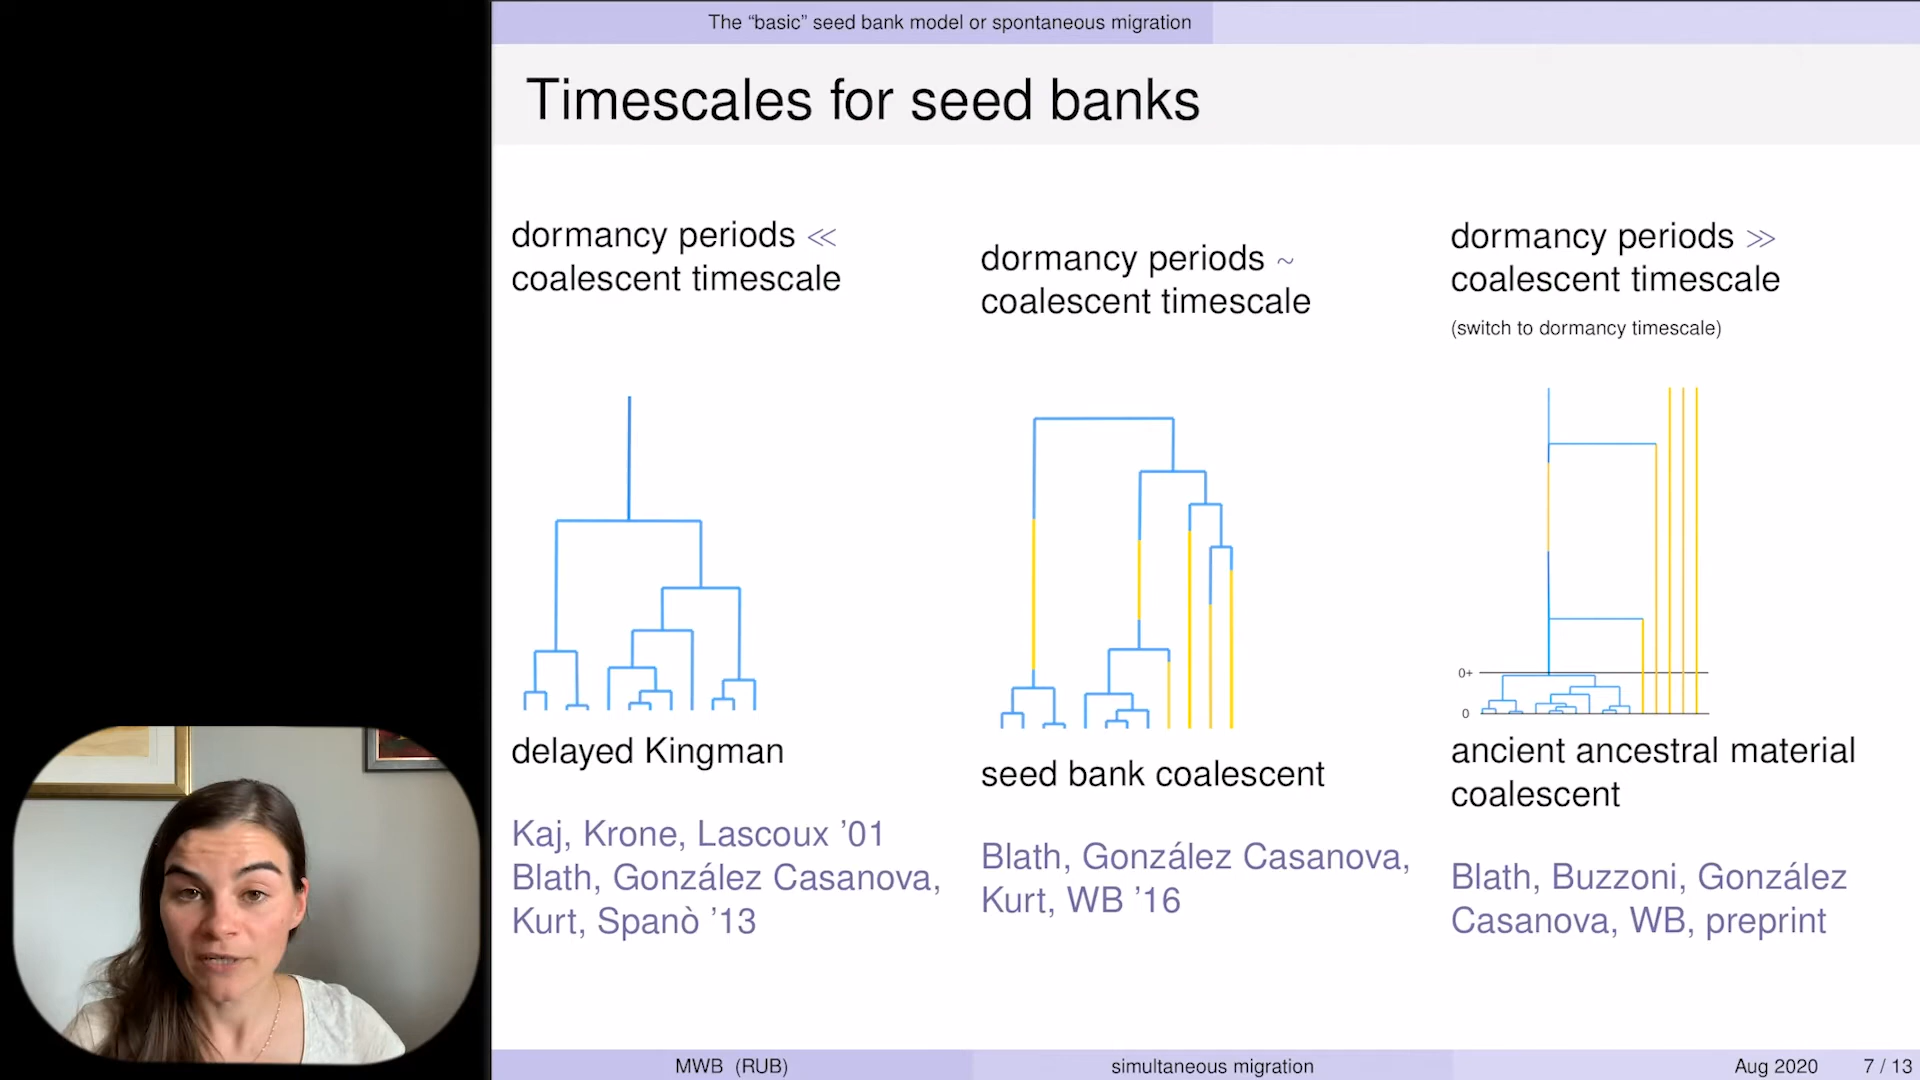 The “basic” seed bank model or spontaneous migration
Timescales for seed banks
dormancy periods ≪
coalescent timescale
delayed Kingman
Kaj, Krone, Lascoux ’01
Blath, González Casanova,
Kurt, Spanò ’13
dormancy periods ~
coalescent timescale
seed bank coalescent
Blath, González Casanova,
Kurt, WB ’16
dormancy periods ≫
coalescent timescale
(switch to dormancy timescale)
0+
0
ancient ancestral material
coalescent
Blath, Buzzoni, González
Casanova, WB, preprint
MWB (RUB)
simultaneous migration
Aug 2020
7 / 13